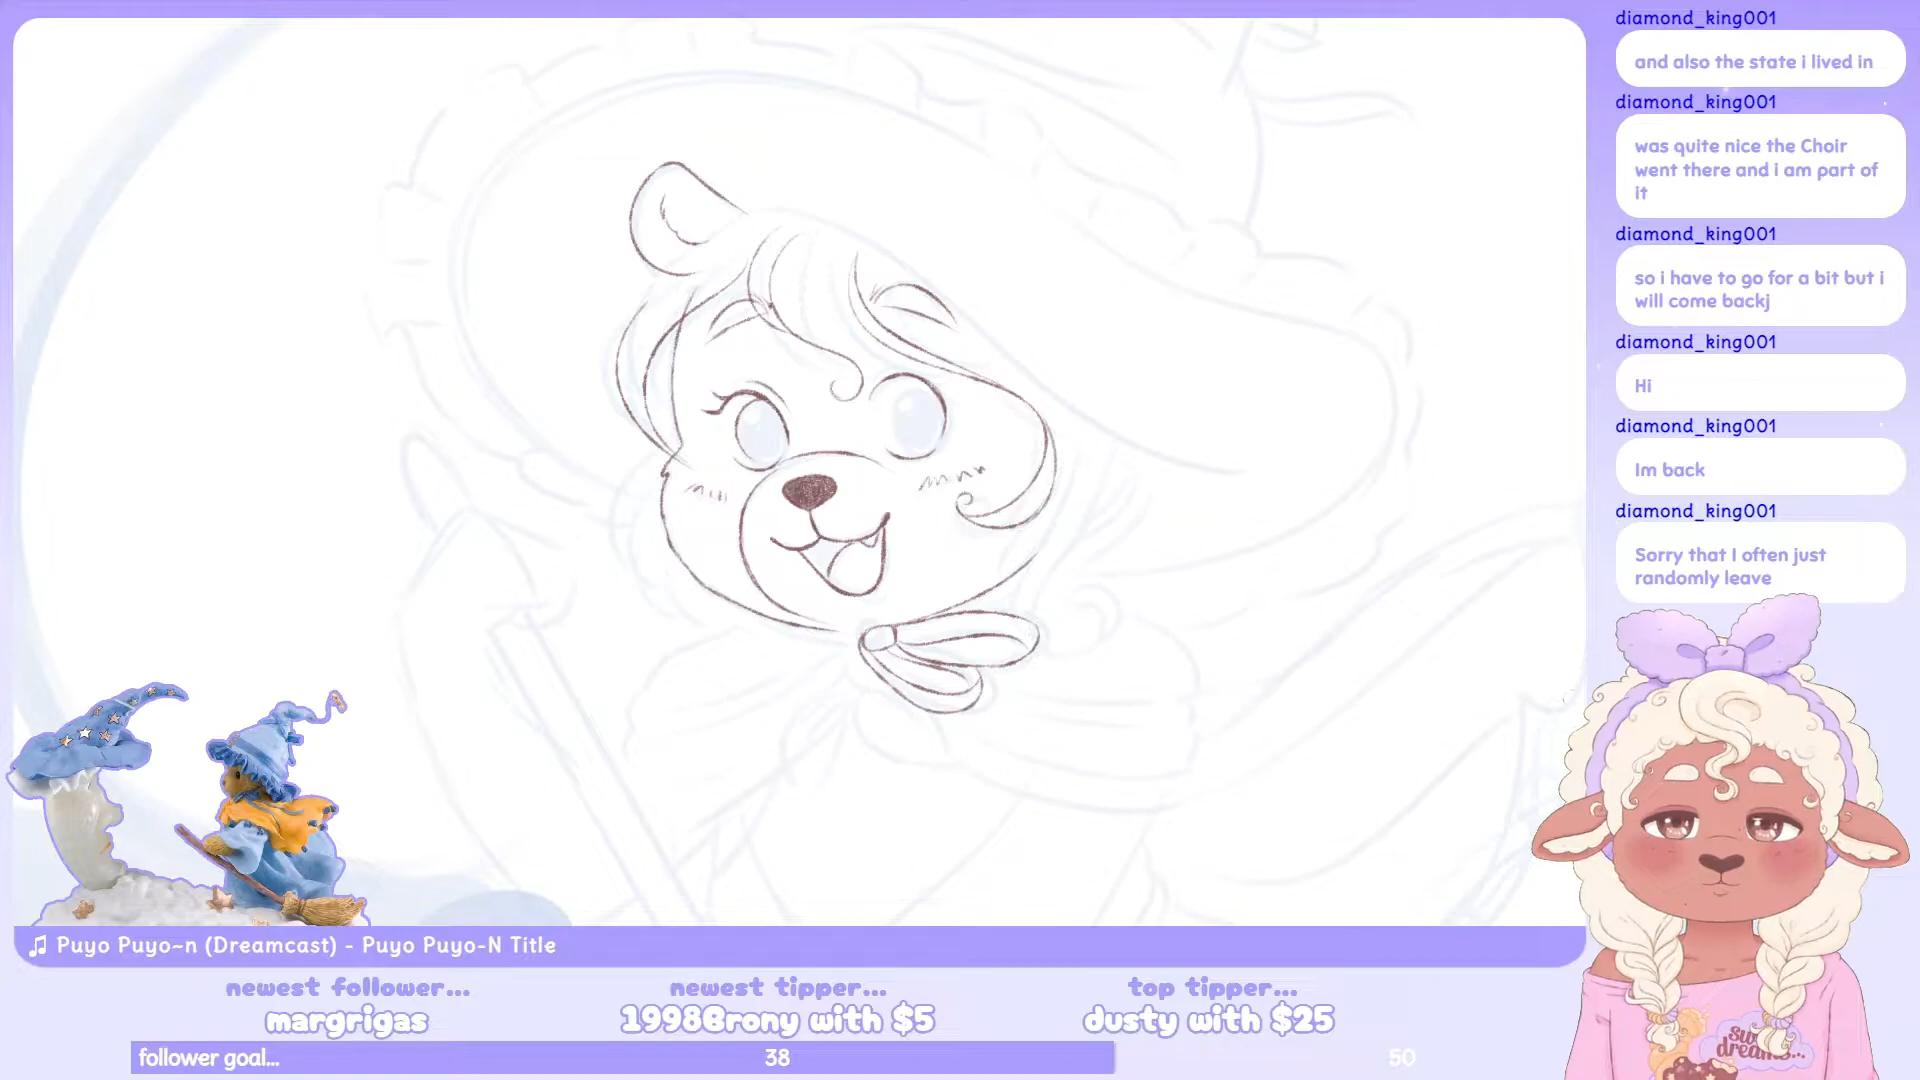 diamond_king001
and also the state i lived in
diamond_king001
was quite nice the Choir
went there and i am part of
it
diamond_king001
so i have to go for a bit but i
will come backj
diamond_king001
Hi
diamond_king001
Im back
diamond_king001
Sorry that I often just
randomly leave
Puyo Puyo~n (Dreamcast) - Puyo Puyo-N Title
newest follower...
margrigas
newest tipper...
1998Brony with $5
top tipper...
dusty with $25
follower goal...
38
50